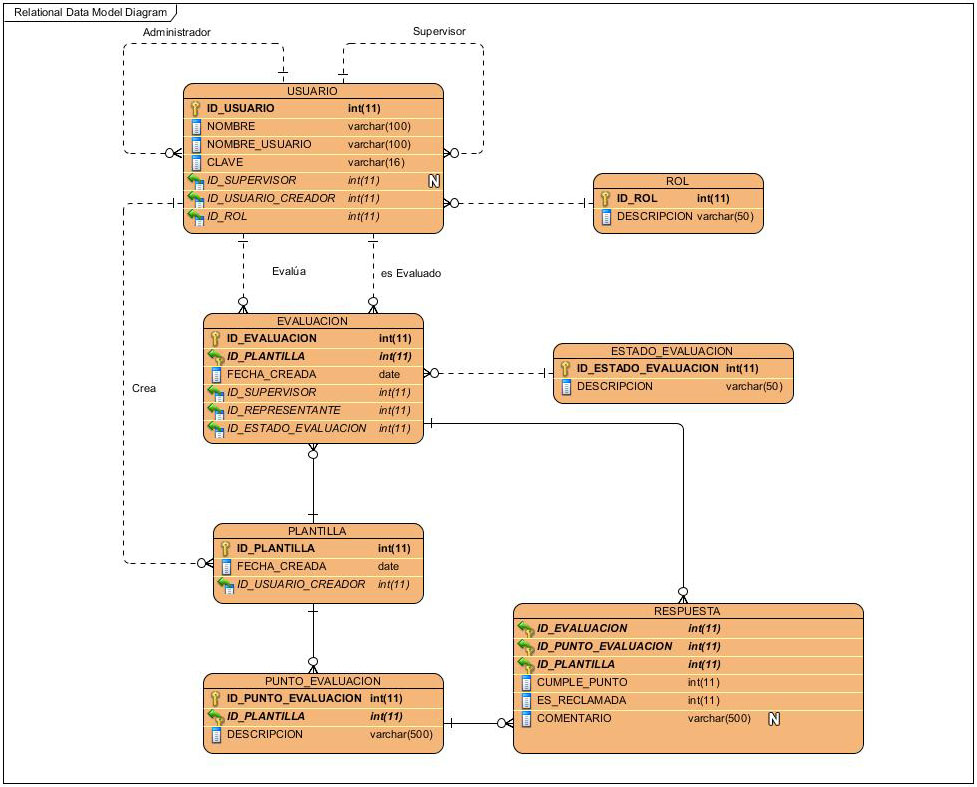 Relational Data Model Diagram
Administrador
Supervisor
USUARIO
ID_USUARIO int(11)
NOMBRE varchar(100)
NOMBRE_USUARIO varchar(100)
CLAVE varchar(16)
ID_SUPERVISOR int(11) N
ID_USUARIO_CREADOR int(11)
ID_ROL int(11)
ROL
ID_ROL int(11)
DESCRIPCION varchar(50)
Evalúa
es Evaluado
EVALUACION
ID_EVALUACION int(11)
ID_PLANTILLA int(11)
FECHA_CREADA date
ID_SUPERVISOR int(11)
ID_REPRESENTANTE int(11)
ID_ESTADO_EVALUACION int(11)
ESTADO_EVALUACION
ID_ESTADO_EVALUACION int(11)
DESCRIPCION varchar(50)
Crea
PLANTILLA
ID_PLANTILLA int(11)
FECHA_CREADA date
ID_USUARIO_CREADOR int(11)
PUNTO_EVALUACION
ID_PUNTO_EVALUACION int(11)
ID_PLANTILLA int(11)
DESCRIPCION varchar(500)
RESPUESTA
ID_EVALUACION int(11)
ID_PUNTO_EVALUACION int(11)
ID_PLANTILLA int(11)
CUMPLE_PUNTO int(11)
ES_RECLAMADA int(11)
COMENTARIO varchar(500) N